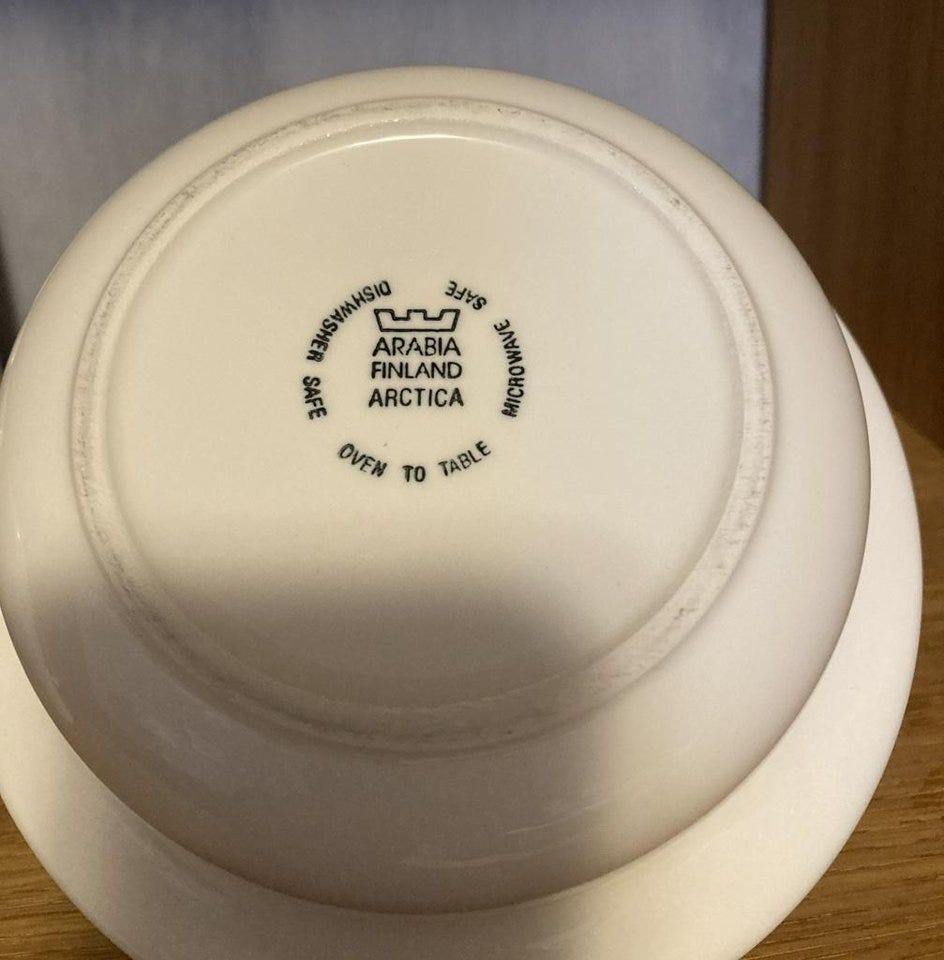 ARABIA
FINLAND
ARCTICA
DISHWASHER SAFE
OVEN TO TABLE
MICROWAVE SAFE